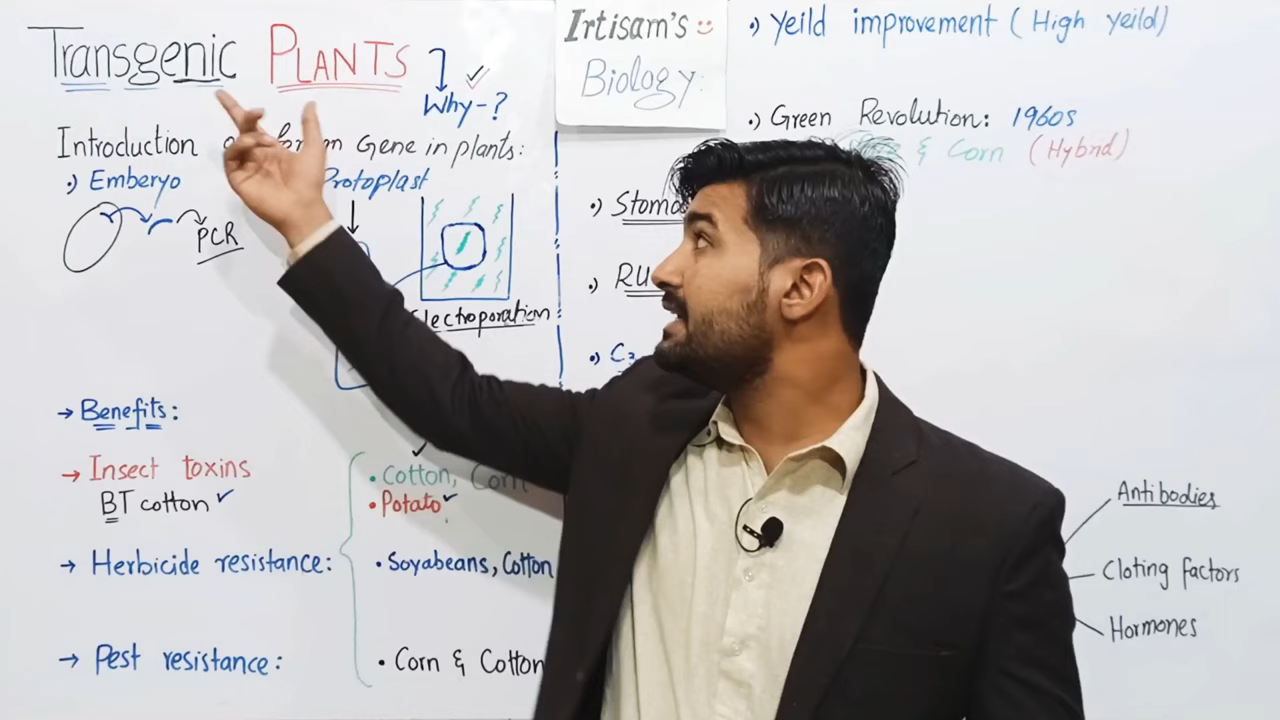 Transgenic PLANTS
Why-?
Introduction Gene in plants:
•) Emberyo
Protoplast
PCR
Electroporation
→ Benefits:
→ Insect toxins
BT cotton ✓
• Cotton, Corn
• Potato ✓
→ Herbicide resistance:
• Soyabeans, Cotton
→ Pest resistance:
• Corn & Cotton
Irtisam's
Biology:
•) Yeild improvement (High yeild)
•) Green Revolution: 1960s
& Corn (Hybrid)
•)
•)
•)
Antibodies
Cloting factors
Hormones